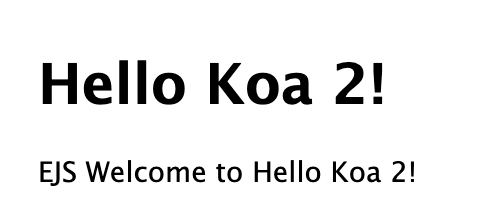 Hello Koa 2!
EJS Welcome to Hello Koa 2!